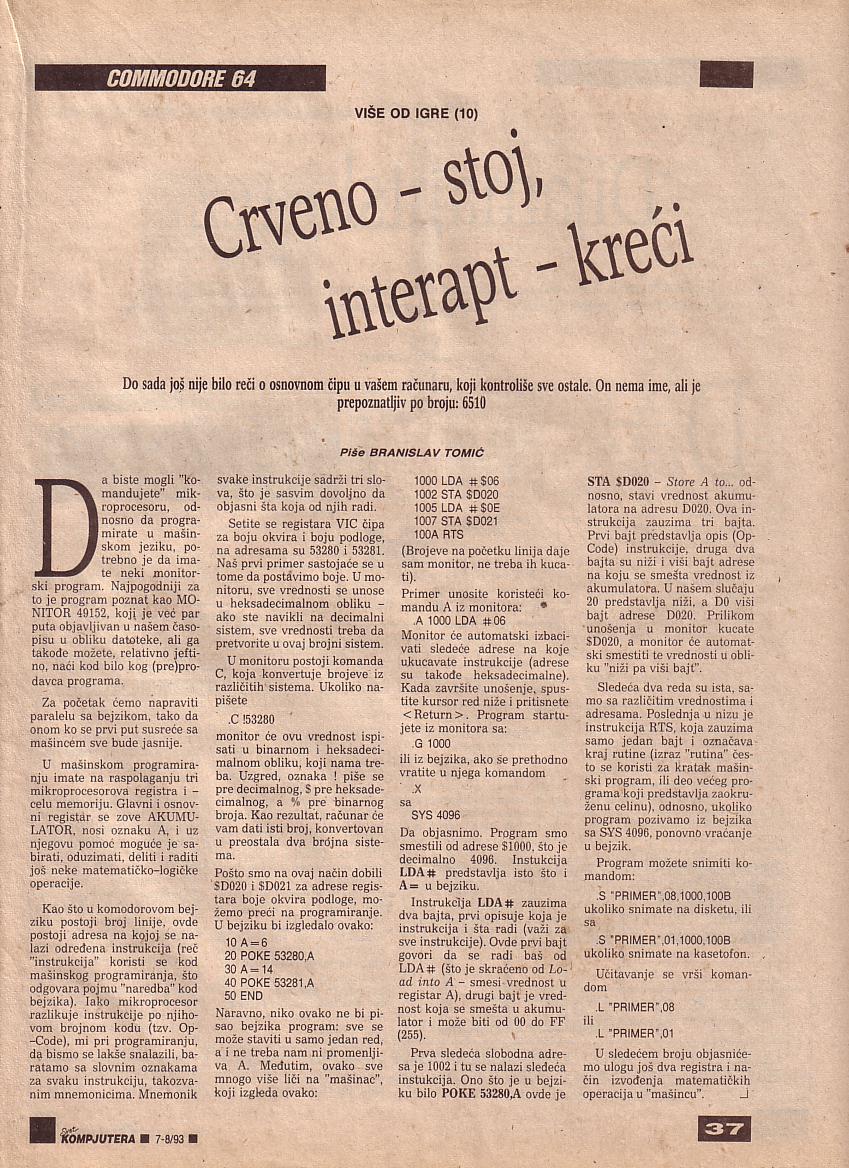 COMMODORE 64
VIŠE OD IGRE (10)
Crveno – stoj,
interapt – kreći
Do sada još nije bilo reči o osnovnom čipu u vašem računaru, koji kontroliše sve ostale. On nema ime, ali je
prepoznatljiv po broju: 6510
Piše BRANISLAV TOMIĆ
Da biste mogli "ko-
mandujete" mik-
roprocesoru, od-
nosno da progra-
mirate u mašin-
skom jeziku, po-
trebno je da ima-
te neki monitor-
ski program. Najpogodniji za
to je program poznat kao MO-
NITOR 49152, koji je već par
puta objavljivan u našem časo-
pisu u obliku datoteke, ali ga
takođe možete, relativno jefti-
no, naći kod bilo kog (pre)pro-
davca programa.
Za početak ćemo napraviti
paralelu sa bejzikom, tako da
onom ko se prvi put susreće sa
mašincem sve bude jasnije.
U mašinskom programira-
nju imate na raspolaganju tri
mikroprocesorova registra i –
celu memoriju. Glavni i osnov-
ni registar se zove AKUMU-
LATOR, nosi oznaku A, i uz
njegovu pomoć moguće je sa-
birati, oduzimati, deliti i raditi
još neke matematičko–logičke
operacije.
Kao što u komodorovom bej-
ziku postoji broj linije, ovde
postoji adresa na kojoj se na-
lazi određena instrukcija (reč
"instrukcija" koristi se kod
mašinskog programiranja, što
odgovara pojmu "naredba" kod
bejzika). Iako mikroprocesor
razlikuje instrukcije po njiho-
vom brojnom kodu (tzv. Op-
–Code), mi pri programiranju,
da bismo se lakše snalazili, ba-
ratamo sa slovnim oznakama
za svaku instrukciju, takozva-
nim mnemonicima. Mnemonik
svake instrukcije sadrži tri slo-
va, što je sasvim dovoljno da
objasni šta koja od njih radi.
Setite se registara VIC čipa
za boju okvira i boju podloge,
na adresama su 53280 i 53281.
Naš prvi primer sastojaće se u
tome da postavimo boje. U mo-
nitoru, sve vrednosti se unose
u heksadecimalnom obliku –
ako ste navikli na decimalni
sistem, sve vrednosti treba da
pretvorite u ovaj brojni sistem.
U monitoru postoji komanda
C, koja konvertuje brojeve iz
različitih sistema. Ukoliko na-
pišete
.C !53280
monitor će ovu vrednost ispi-
sati u binarnom i heksadeci-
malnom obliku, koji nama tre-
ba. Uzgred, oznaka ! piše se
pre decimalnog, $ pre heksade-
cimalnog, a % pre binarnog
broja. Kao rezultat, računar će
vam dati isti broj, konvertovan
u preostala dva brojna siste-
ma.
Pošto smo na ovaj način dobili
$D020 i $D021 za adrese regis-
tara boje okvira podloge, mo-
žemo preći na programiranje.
U bejziku bi izgledalo ovako:
10 A=6
20 POKE 53280,A
30 A=14
40 POKE 53281,A
50 END
Naravno, niko ovako ne bi pi-
sao bejzika program: sve se
može staviti u samo jedan red,
a i ne treba nam ni promenlji-
va A. Međutim, ovako sve
mnogo više liči na "mašinac",
koji izgleda ovako:
1000 LDA #$06
1002 STA $D020
1005 LDA #$0E
1007 STA $D021
100A RTS
(Brojeve na početku linija daje
sam monitor, ne treba ih kuca-
ti).
Primer unosite koristeći ko-
mandu A iz monitora:
.A 1000 LDA #06
Monitor će automatski izbaci-
vati sledeće adrese na koje
ukucavate instrukcije (adrese
su takođe heksadecimalne).
Kada završite unošenje, spus-
tite kursor red niže i pritisnete
<Return>. Program startu-
jete iz monitora sa:
.G 1000
ili iz bejzika, ako se prethodno
vratite u njega komandom
.X
sa
SYS 4096
Da objasnimo. Program smo
smestili od adrese $1000, što je
decimalno 4096. Instukcija
LDA# predstavlja isto što i
A= u bejziku.
Instrukcija LDA# zauzima
dva bajta, prvi opisuje koja je
instrukcija i šta radi (važi za
sve instrukcije). Ovde prvi bajt
govori da se radi baš od
LDA# (što je skraćeno od Lo-
ad into A – smesi-vrednost u
registar A), drugi bajt je vred-
nost koja se smešta u akumu-
lator i može biti od 00 do FF
(255).
Prva sledeća slobodna adre-
sa je 1002 i tu se nalazi sledeća
instukcija. Ono što je u bejzi-
ku bilo POKE 53280,A ovde je
STA $D020 – Store A to... od-
nosno, stavi vrednost akumu-
latora na adresu D020. Ova in-
strukcija zauzima tri bajta.
Prvi bajt predstavlja opis (Op-
Code) instrukcije, druga dva
bajta su niži i viši bajt adrese
na koju se smešta vrednost iz
akumulatora. U našem slučaju
20 predstavlja niži, a D0 viši
bajt adrese D020. Prilikom
unošenja u monitor kucate
$D020, a monitor će automat-
ski smestiti te vrednosti u obli-
ku "niži pa viši bajt".
Sledeća dva reda su ista, sa-
mo sa različitim vrednostima i
adresama. Poslednja u nizu je
instrukcija RTS, koja zauzima
samo jedan bajt i označava
kraj rutine (izraz "rutina" čes-
to se koristi za kratak mašin-
ski program, ili deo većeg pro-
grama koji predstavlja zaokru-
ženu celinu), odnosno, ukoliko
program pozivamo iz bejzika
sa SYS 4096, ponovno vraćanje
u bejzik.
Program možete snimiti ko-
mandom:
.S "PRIMER",08,1000,100B
ukoliko snimate na disketu, ili
sa
.S "PRIMER",01,1000,100B
ukoliko snimate na kasetofon.
Učitavanje se vrši koman-
dom
.L "PRIMER",08
ili
.L "PRIMER",01
U sledećem broju objasniće-
mo ulogu još dva registra i na-
čin izvođenja matematičkih
operacija u "mašincu".
Svet
KOMPJUTERA ■ 7-8/93 ■
37